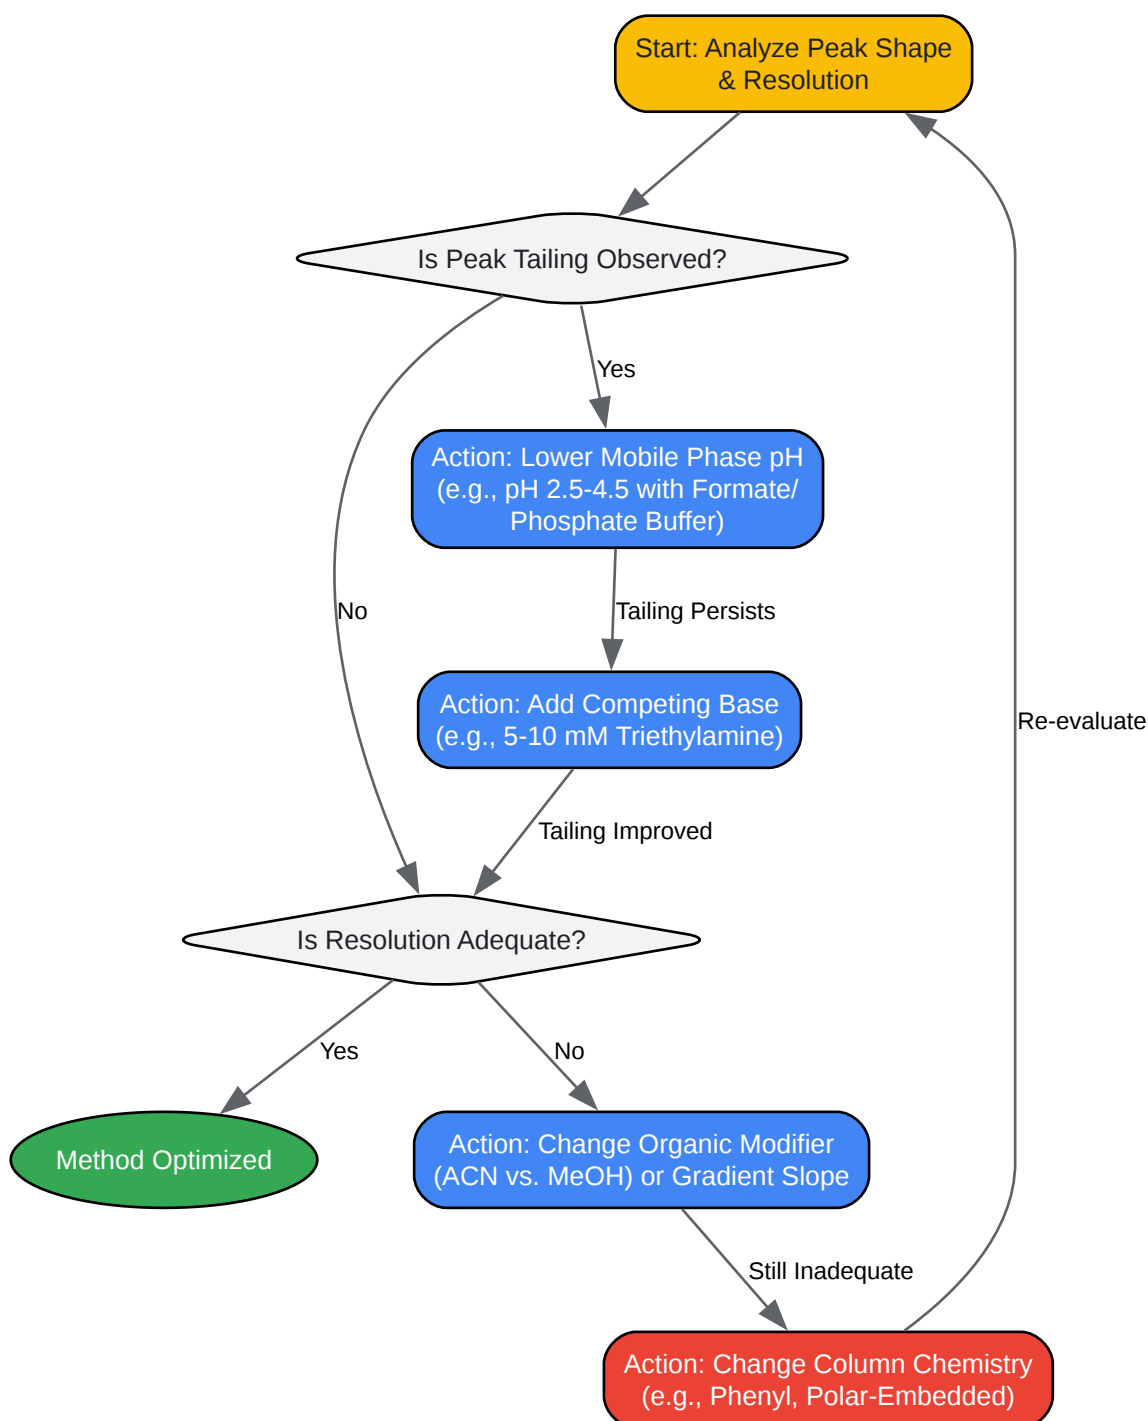 Start: Analyze Peak Shape
& Resolution
Is Peak Tailing Observed?
Yes
Action: Lower Mobile Phase pH
(e.g., pH 2.5-4.5 with Formate/
Phosphate Buffer)
No
Tailing Persists
Action: Add Competing Base
(e.g., 5-10 mM Triethylamine)
Re-evaluate
Tailing Improved
Is Resolution Adequate?
Yes
No
Method Optimized
Action: Change Organic Modifier
(ACN vs. MeOH) or Gradient Slope
Still Inadequate
Action: Change Column Chemistry
(e.g., Phenyl, Polar-Embedded)